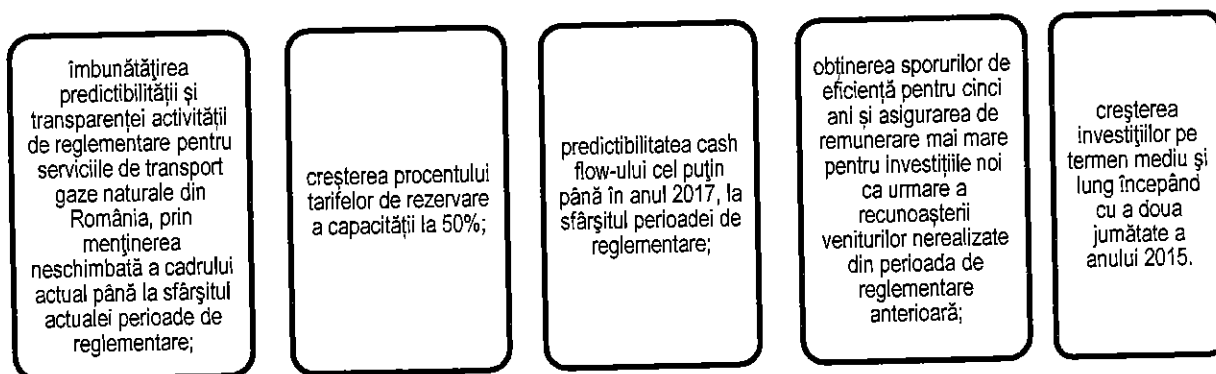 îmbunătăţirea
predictibilităţii şi
transparenţei activităţii
de reglementare pentru
serviciile de transport
gaze naturale din
România, prin
menţinerea
neschimbată a cadrului
actual până la sfârşitul
actualei perioade de
reglementare;
creşterea procentului
tarifelor de rezervare
a capacităţii la 50%;
predictibilitatea cash
flow-ului cel puţin
până în anul 2017, la
sfârşitul perioadei de
reglementare;
obţinerea sporurilor de
eficienţă pentru cinci
ani şi asigurarea de
remunerare mai mare
pentru investiţiile noi
ca urmare a
recunoaşterii
veniturilor nerealizate
din perioada de
reglementare
anterioară;
creşterea
investiţiilor pe
termen mediu şi
lung începând
cu a doua
jumătate a
anului 2015.